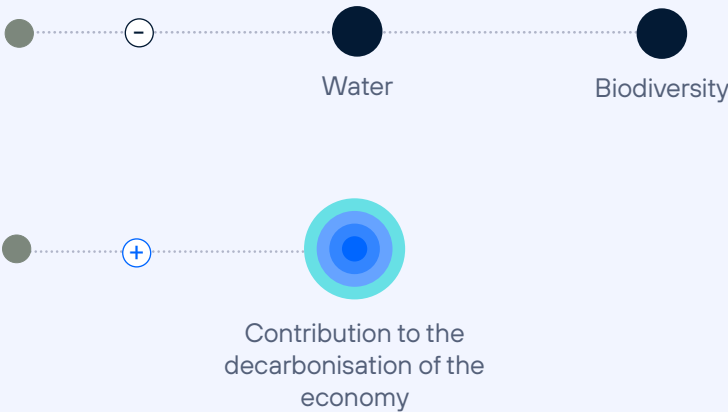 −
Water
Biodiversity
+
Contribution to the
decarbonisation of the
economy